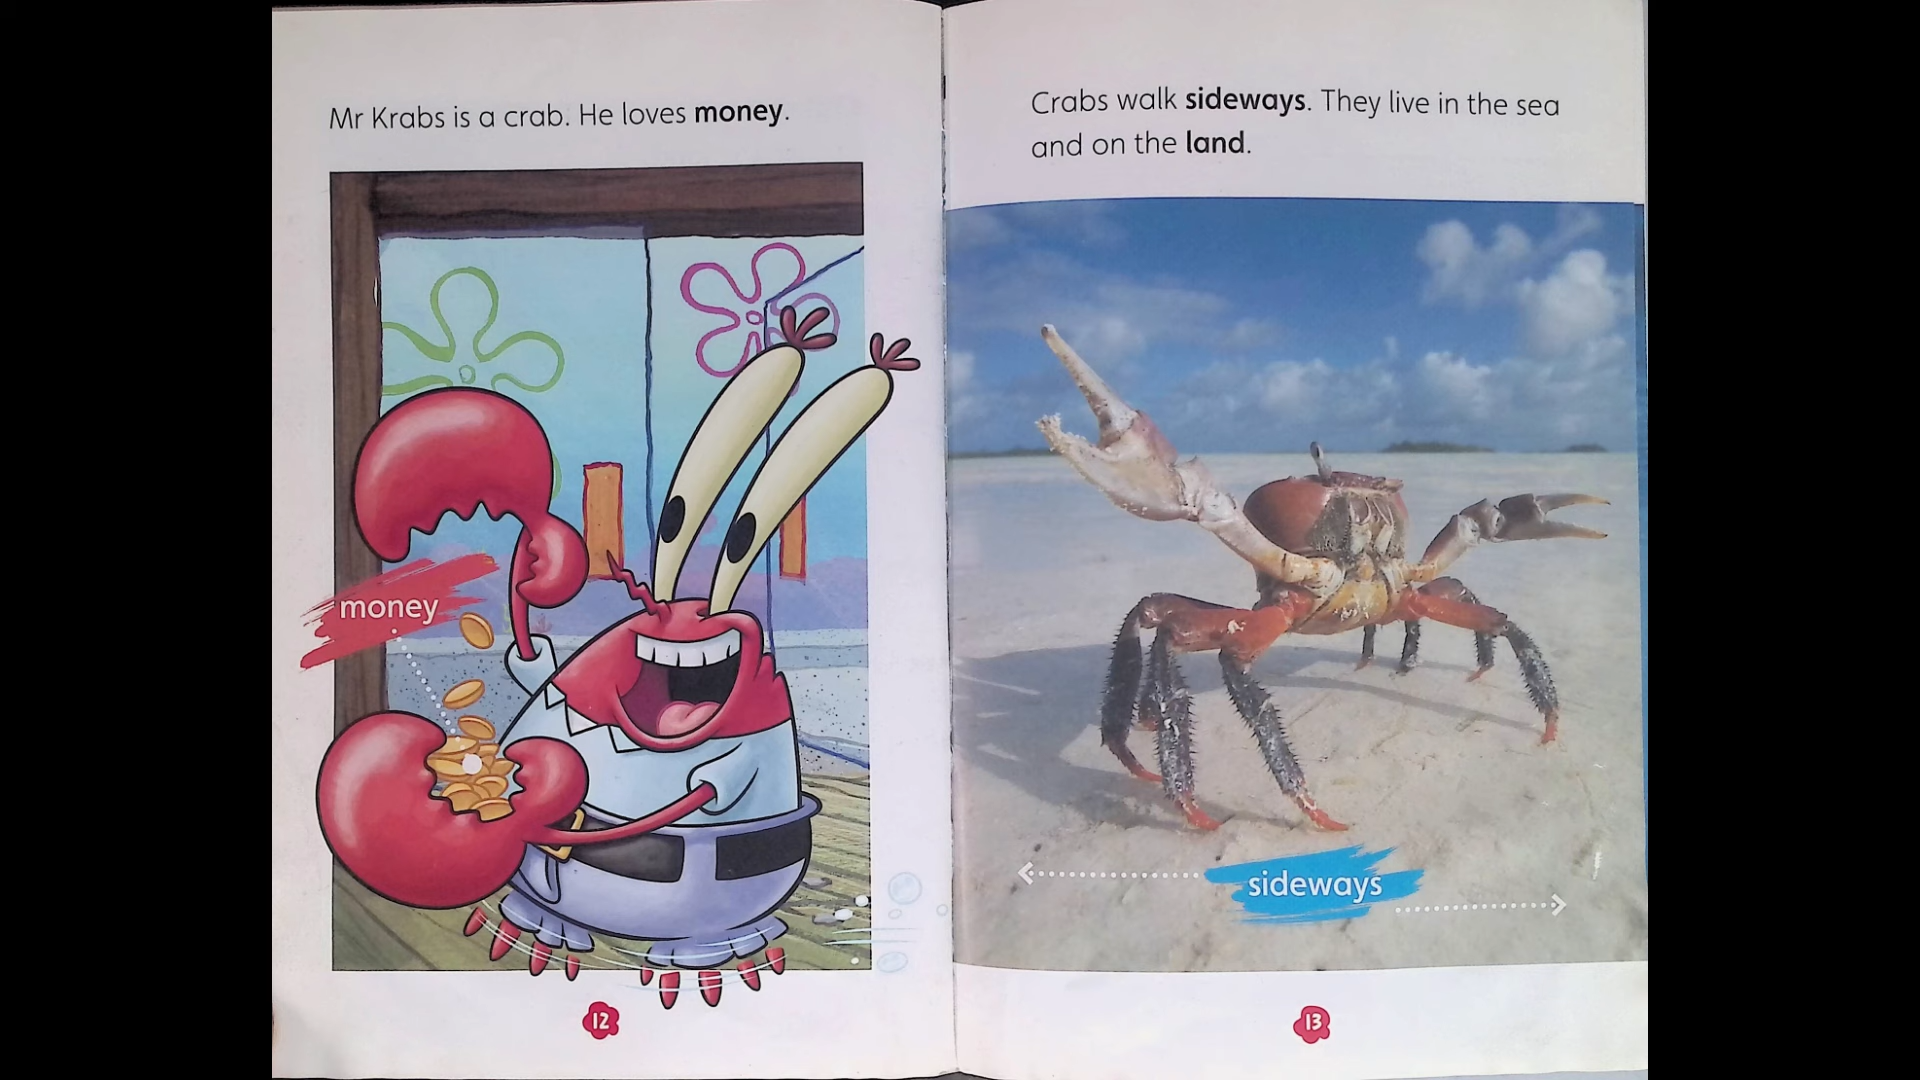 Mr Krabs is a crab. He loves money.
money
12
Crabs walk sideways. They live in the sea
and on the land.
sideways
13